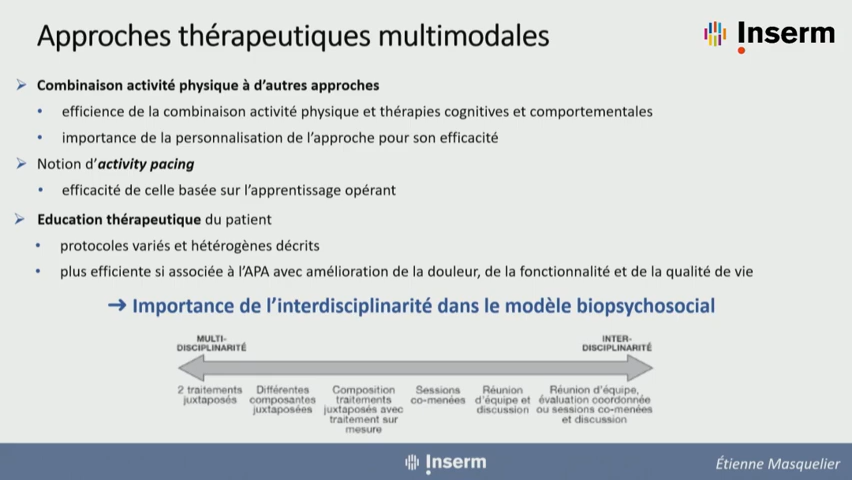 Approches thérapeutiques multimodales
Inserm
Combinaison activité physique à d'autres approches
efficience de la combinaison activité physique et thérapies cognitives et comportementales
importance de la personnalisation de l'approche pour son efficacité
Notion d'activity pacing
efficacité de celle basée sur l'apprentissage opérant
Education thérapeutique du patient
protocoles variés et hétérogènes décrits
plus efficiente si associée à l'APA avec amélioration de la douleur, de la fonctionnalité et de la qualité de vie
→ Importance de l'interdisciplinarité dans le modèle biopsychosocial
MULTI-
DISCIPLINARITÉ
INTER-
DISCIPLINARITÉ
2 traitements
juxtaposés
Différentes
composantes
juxtaposées
Composition
traitements
juxtaposés avec
traitement sur
mesure
Sessions
co-menées
Réunion
d'équipe et
discussion
Réunion d'équipe,
évaluation coordonnée
ou sessions co-menées
et discussion
Inserm
Étienne Masquelier